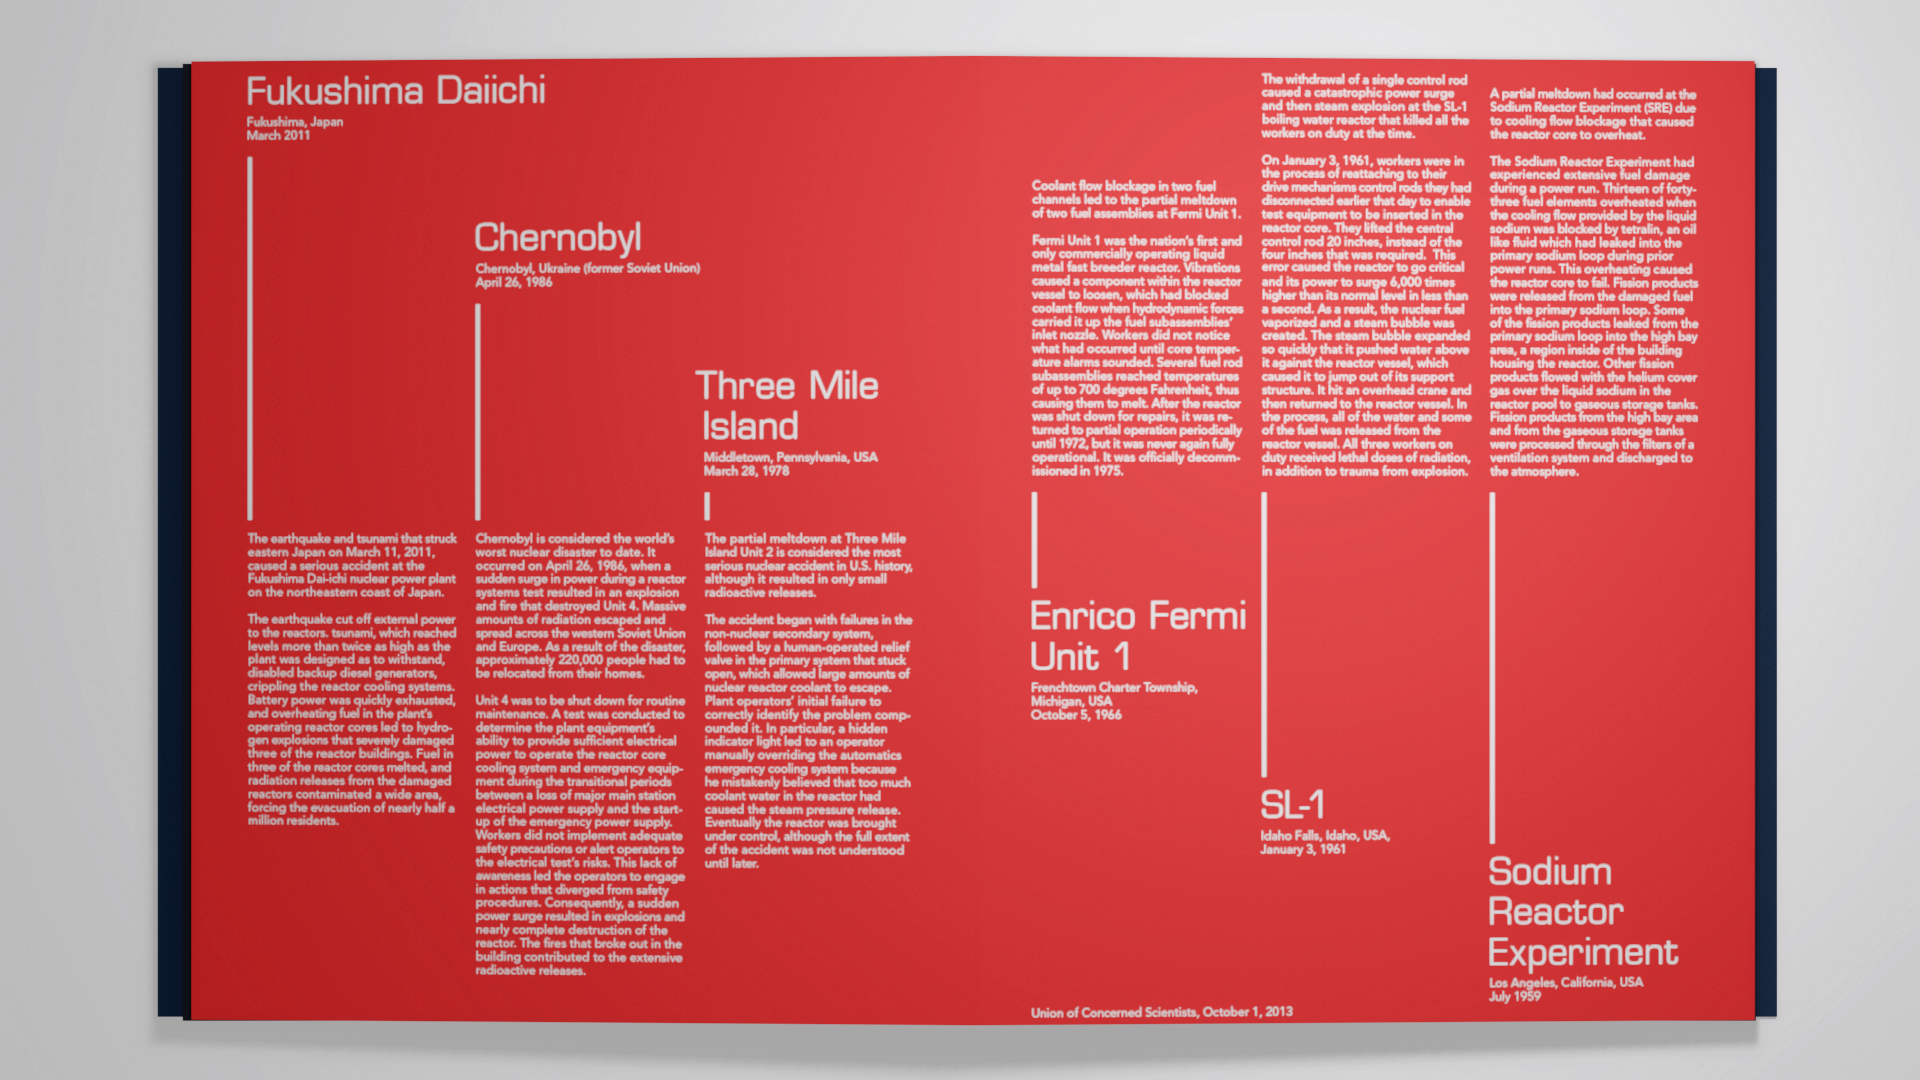 Fukushima Daiichi
Fukushima, Japan
March 2011
The earthquake and tsunami that struck
eastern Japan on March 11, 2011,
caused a serious accident at the
Fukushima Dai-ichi nuclear power plant
on the northeastern coast of Japan.
The earthquake cut off external power
to the reactors. tsunami, which reached
levels more than twice as high as the
plant was designed as to withstand,
disabled backup diesel generators,
crippling the reactor cooling systems.
Battery power was quickly exhausted,
and overheating fuel in the plant's
operating reactor cores led to hydro-
gen explosions that severely damaged
three of the reactor buildings. Fuel in
three of the reactor cores melted, and
radiation releases from the damaged
reactors contaminated a wide area,
forcing the evacuation of nearly half a
million residents.
Chernobyl
Chernobyl, Ukraine (former Soviet Union)
April 26, 1986
Chernobyl is considered the world's
worst nuclear disaster to date. It
occurred on April 26, 1986, when a
sudden surge in power during a reactor
systems test resulted in an explosion
and fire that destroyed Unit 4. Massive
amounts of radiation escaped and
spread across the western Soviet Union
and Europe. As a result of the disaster,
approximately 220,000 people had to
be relocated from their homes.
Unit 4 was to be shut down for routine
maintenance. A test was conducted to
determine the plant equipment's
ability to provide sufficient electrical
power to operate the reactor core
cooling system and emergency equip-
ment during the transitional periods
between a loss of major main station
electrical power supply and the start-
up of the emergency power supply.
Workers did not implement adequate
safety precautions or alert operators to
the electrical test's risks. This lack of
awareness led the operators to engage
in actions that diverged from safety
procedures. Consequently, a sudden
power surge resulted in explosions and
nearly complete destruction of the
reactor. The fires that broke out in the
building contributed to the extensive
radioactive releases.
Three Mile
Island
Middletown, Pennsylvania, USA
March 28, 1978
The partial meltdown at Three Mile
Island Unit 2 is considered the most
serious nuclear accident in U.S. history,
although it resulted in only small
radioactive releases.
The accident began with failures in the
non-nuclear secondary system,
followed by a human-operated relief
valve in the primary system that stuck
open, which allowed large amounts of
nuclear reactor coolant to escape.
Plant operators' initial failure to
correctly identify the problem comp-
ounded it. In particular, a hidden
indicator light led to an operator
manually overriding the automatics
emergency cooling system because
he mistakenly believed that too much
coolant water in the reactor had
caused the steam pressure release.
Eventually the reactor was brought
under control, although the full extent
of the accident was not understood
until later.
Coolant flow blockage in two fuel
channels led to the partial meltdown
of two fuel assemblies at Fermi Unit 1.
Fermi Unit 1 was the nation's first and
only commercially operating liquid
metal fast breeder reactor. Vibrations
caused a component within the reactor
vessel to loosen, which had blocked
coolant flow when hydrodynamic forces
carried it up the fuel subassemblies'
inlet nozzle. Workers did not notice
what had occurred until core temper-
ature alarms sounded. Several fuel rod
subassemblies reached temperatures
of up to 700 degrees Fahrenheit, thus
causing them to melt. After the reactor
was shut down for repairs, it was re-
turned to partial operation periodically
until 1972, but it was never again fully
operational. It was officially decomm-
issioned in 1975.
Enrico Fermi
Unit 1
Frenchtown Charter Township,
Michigan, USA
October 5, 1966
The withdrawal of a single control rod
caused a catastrophic power surge
and then steam explosion at the SL-1
boiling water reactor that killed all the
workers on duty at the time.
On January 3, 1961, workers were in
the process of reattaching to their
drive mechanisms control rods they had
disconnected earlier that day to enable
test equipment to be inserted in the
reactor core. They lifted the central
control rod 20 inches, instead of the
four inches that was required. This
error caused the reactor to go critical
and its power to surge 6,000 times
higher than its normal level in less than
a second. As a result, the nuclear fuel
vaporized and a steam bubble was
created. The steam bubble expanded
so quickly that it pushed water above
it against the reactor vessel, which
caused it to jump out of its support
structure. It hit an overhead crane and
then returned to the reactor vessel. In
the process, all of the water and some
of the fuel was released from the
reactor vessel. All three workers on
duty received lethal doses of radiation,
in addition to trauma from explosion.
SL-1
Idaho Falls, Idaho, USA,
January 3, 1961
A partial meltdown had occurred at the
Sodium Reactor Experiment (SRE) due
to cooling flow blockage that caused
the reactor core to overheat.
The Sodium Reactor Experiment had
experienced extensive fuel damage
during a power run. Thirteen of forty-
three fuel elements overheated when
the cooling flow provided by the liquid
sodium was blocked by tetralin, an oil
like fluid which had leaked into the
primary sodium loop during prior
power runs. This overheating caused
the reactor core to fail. Fission products
were released from the damaged fuel
into the primary sodium loop. Some
of the fission products leaked from the
primary sodium loop into the high bay
area, a region inside of the building
housing the reactor. Other fission
products flowed with the helium cover
gas over the liquid sodium in the
reactor pool to gaseous storage tanks.
Fission products from the high bay area
and from the gaseous storage tanks
were processed through the filters of a
ventilation system and discharged to
the atmosphere.
Sodium
Reactor
Experiment
Los Angeles, California, USA
July 1959
Union of Concerned Scientists, October 1, 2013